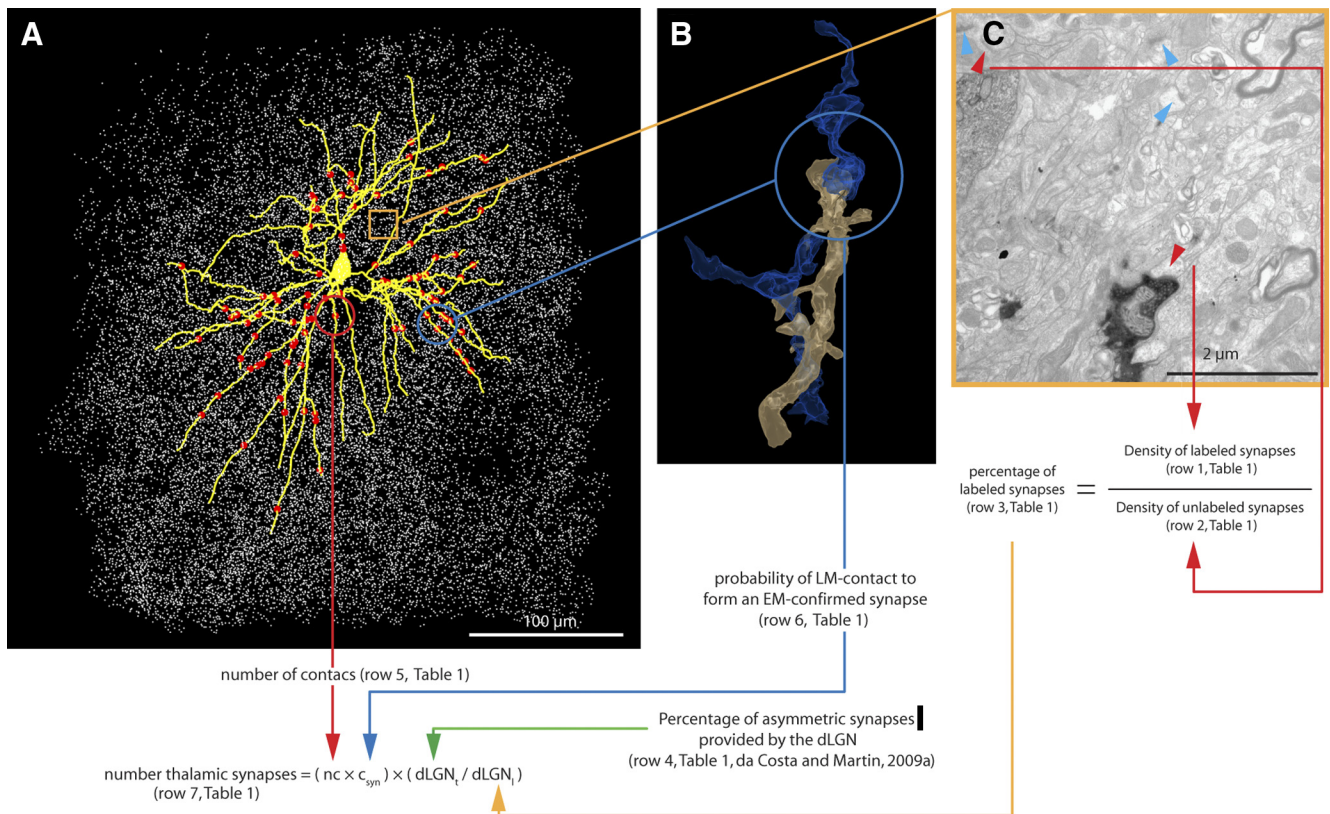 A
B
C
2 µm
100 µm
percentage of
labeled synapses
(row 3, Table 1)
=
Density of labeled synapses
(row 1, Table 1)
Density of unlabeled synapses
(row 2, Table 1)
probability of LM-contact to
form an EM-confirmed synapse
(row 6, Table 1)
number of contacs (row 5, Table 1)
Percentage of asymmetric synapses
provided by the dLGN
(row 4, Table 1, da Costa and Martin, 2009a)
number thalamic synapses = ( nc × c_syn ) × ( dLGN_t / dLGN_l )
(row 7, Table 1)